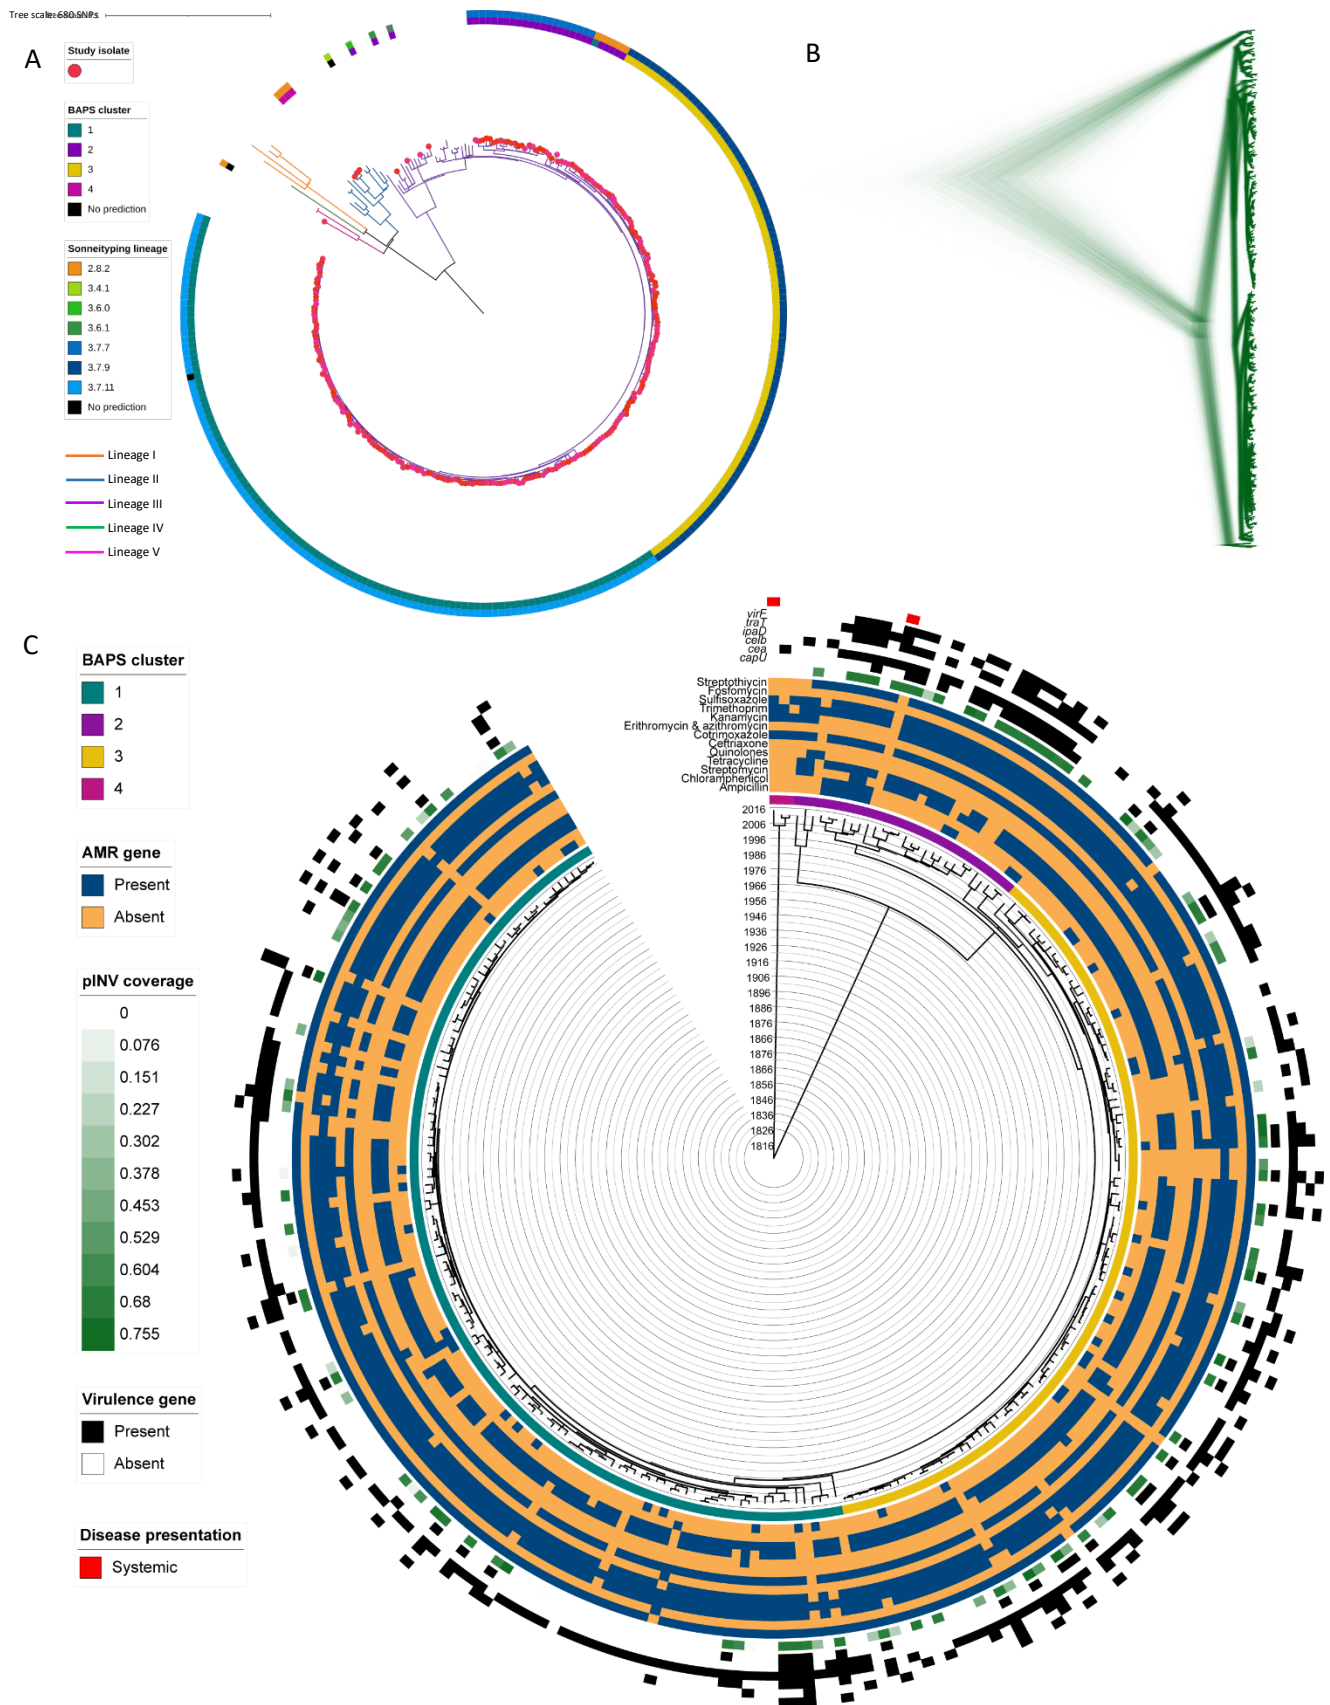 Tree scale: 680 SNPs
A
Study isolate
BAPS cluster
1
2
3
4
No prediction
Sonneityping lineage
2.8.2
3.4.1
3.6.0
3.6.1
3.7.7
3.7.9
3.7.11
No prediction
Lineage I
Lineage II
Lineage III
Lineage IV
Lineage V
B
C
BAPS cluster
1
2
3
4
AMR gene
Present
Absent
pINV coverage
0
0.076
0.151
0.227
0.302
0.378
0.453
0.529
0.604
0.68
0.755
Virulence gene
Present
Absent
Disease presentation
Systemic
virF
traT
ipaD
celb
cea
capU
Streptothiycin
Fosfomycin
Sulfisoxazole
Trimethoprim
Kanamycin
Erithromycin & azithromycin
Cotrimoxazole
Ceftriaxone
Quinolones
Tetracycline
Streptomycin
Chloramphenicol
Ampicillin
2016
2006
1996
1986
1976
1966
1956
1946
1936
1926
1916
1906
1896
1886
1876
1866
1876
1866
1856
1846
1836
1826
1816